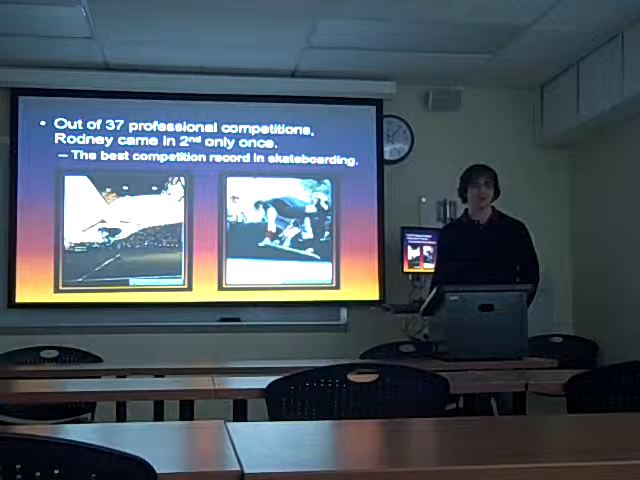 • Out of 37 professional competitions,
Rodney came in 2nd only once.
– The best competition record in skateboarding.